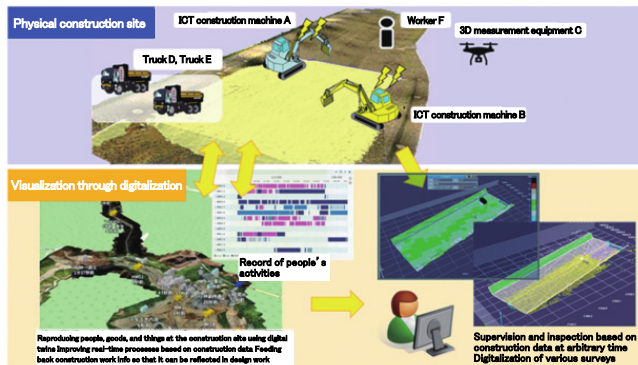 Physical construction site
ICT construction machine A
Worker F
3D measurement equipment C
Truck D, Truck E
ICT construction machine B
Visualization through digitalization
Record of people's
activities
Reproducing people, goods, and things at the construction site using digital
twins Improving real-time processes based on construction data Feeding
back construction work info so that it can be reflected in design work
Supervision and inspection based on
construction data at arbitrary time
Digitalization of various surveys